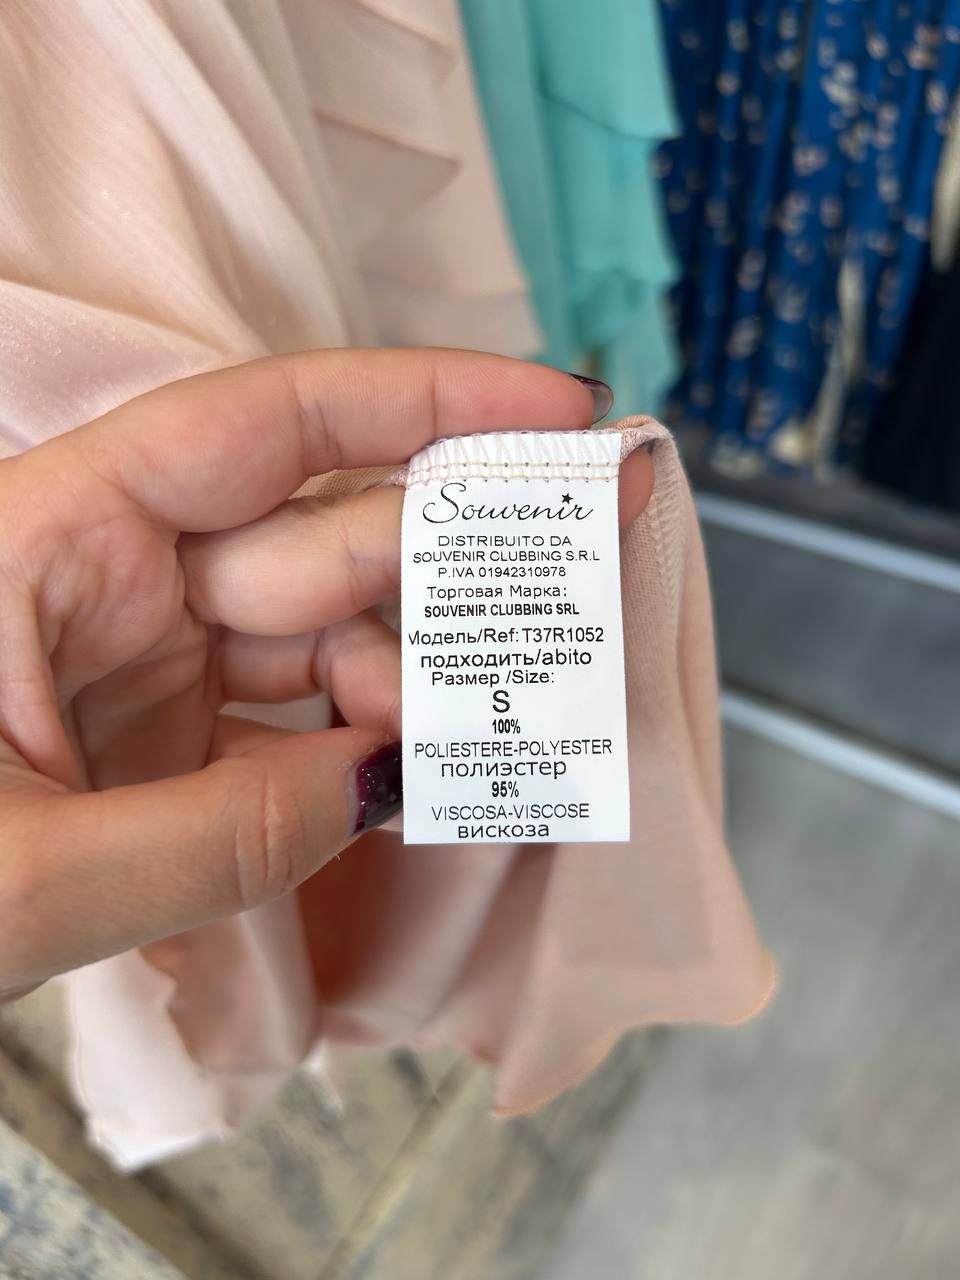 Souvenir
DISTRIBUITO DA
SOUVENIR CLUBBING S.R.L
P.IVA 01942310978
Торговая Марка:
SOUVENIR CLUBBING SRL
Модель/Ref:T37R1052
подходить/abito
Размер /Size:
S
100%
POLIESTERE-POLYESTER
полиэстер
95%
VISCOSA-VISCOSE
вискоза